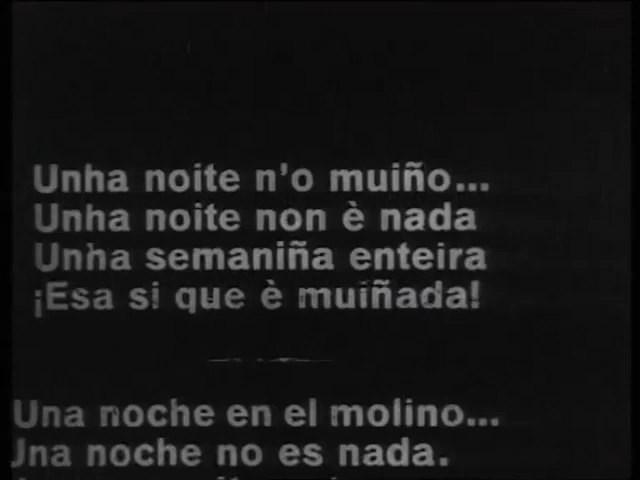 Unha noite n'o muiño...
Unha noite non è nada
Unha semaniña enteira
¡Esa si que è muiñada!
Una noche en el molino...
Una noche no es nada.